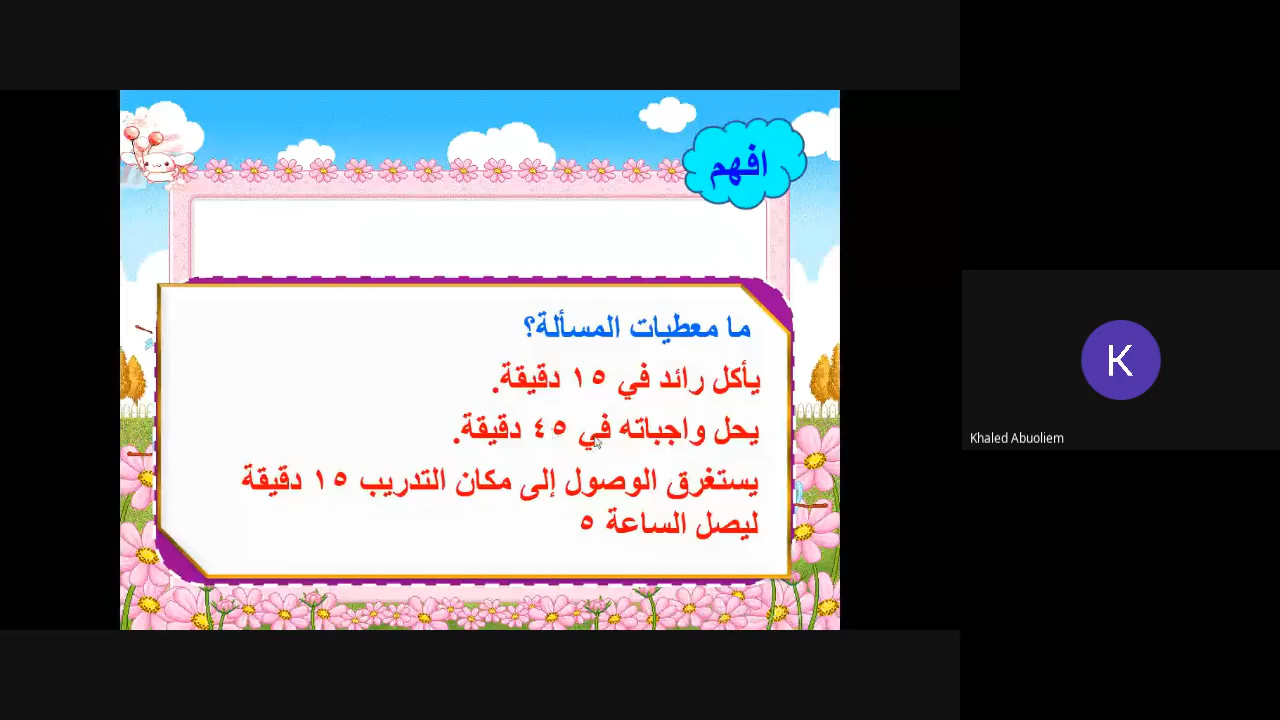 افهم
ما معطيات المسألة؟
يأكل رائد في ١٥ دقيقة.
يحل واجباته في ٤٥ دقيقة.
يستغرق الوصول إلى مكان التدريب ١٥ دقيقة
ليصل الساعة ٥
K
Khaled Abuoliem